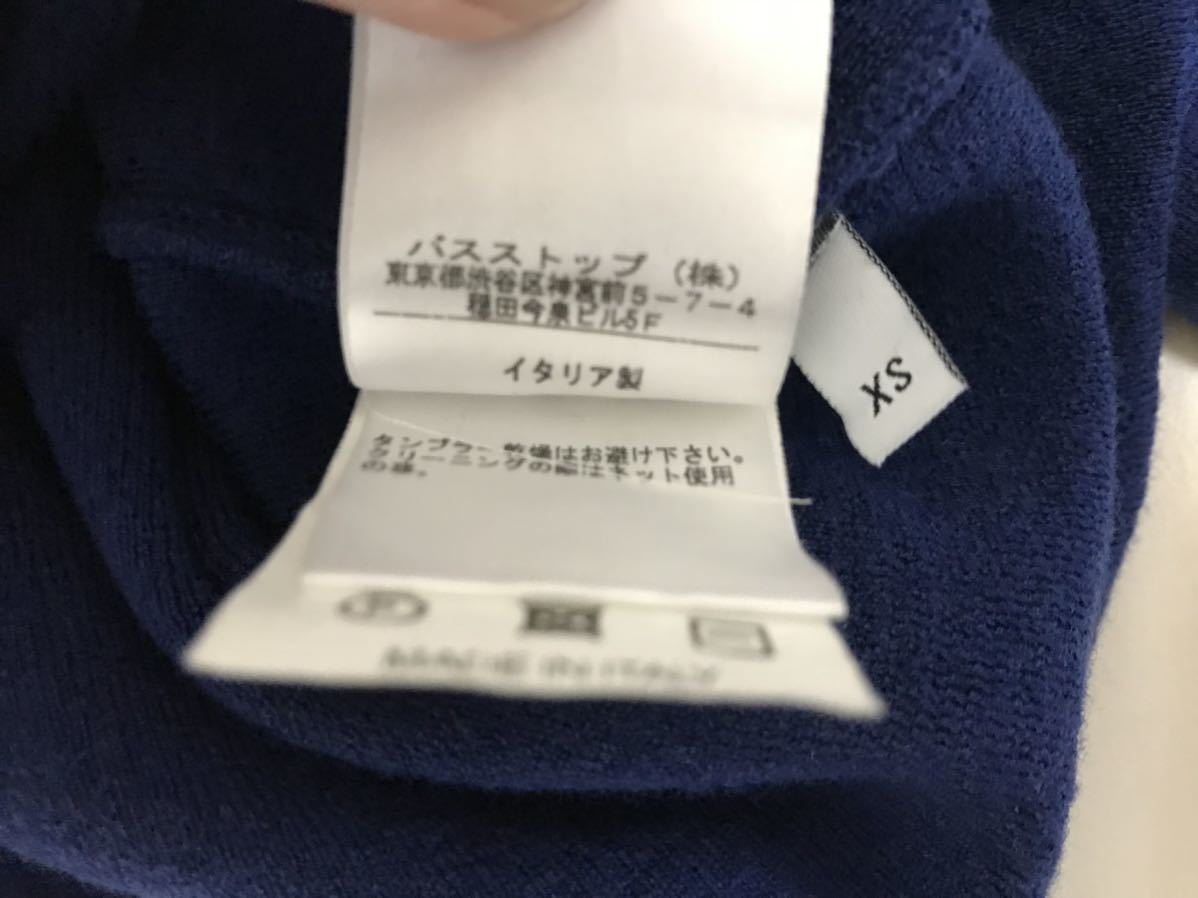 バスストップ (株)
東京都渋谷区神宮前5-7-4
穏田今泉ビル5F
イタリア製
XS
タンブラー乾燥はお避け下さい。
クリーニングの際はネット使用
の事。